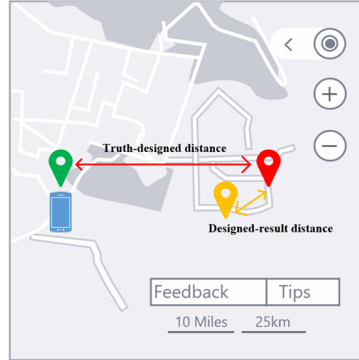 Truth-designed distance
Designed-result distance
Feedback
Tips
10 Miles
25km